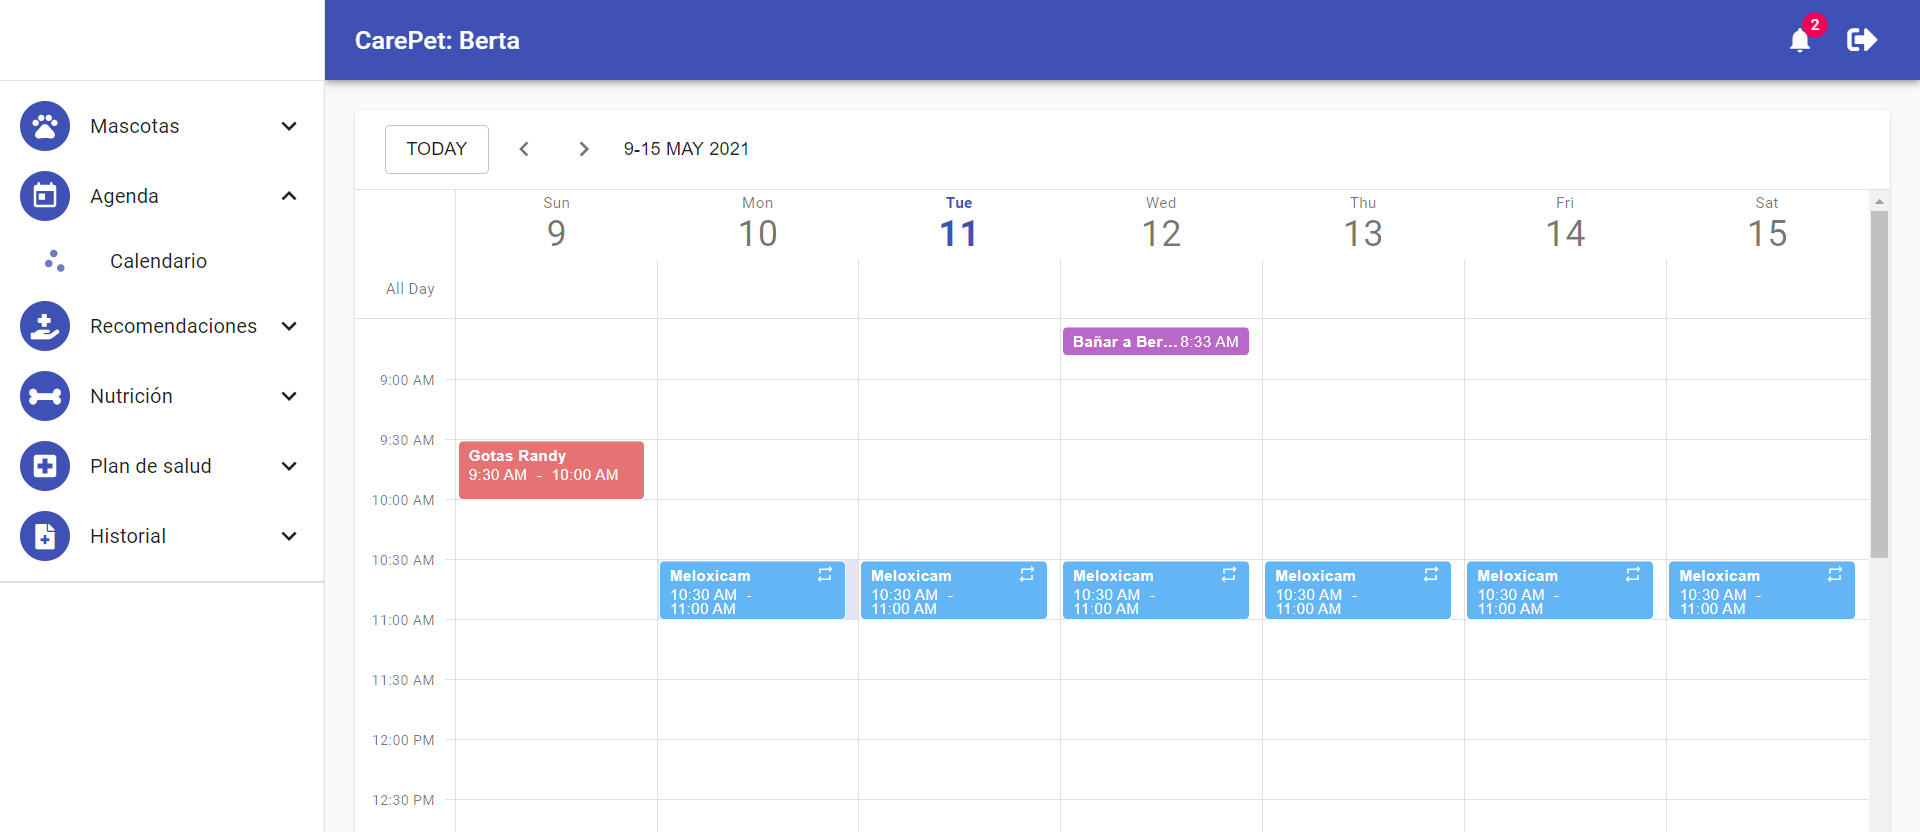 CarePet: Berta
2
Mascotas
Agenda
Calendario
Recomendaciones
Nutrición
Plan de salud
Historial
TODAY
9-15 MAY 2021
Sun
9
Mon
10
Tue
11
Wed
12
Thu
13
Fri
14
Sat
15
All Day
Bañar a Ber... 8:33 AM
9:00 AM
9:30 AM
Gotas Randy
9:30 AM - 10:00 AM
10:00 AM
10:30 AM
Meloxicam
10:30 AM -
11:00 AM
Meloxicam
10:30 AM -
11:00 AM
Meloxicam
10:30 AM -
11:00 AM
Meloxicam
10:30 AM -
11:00 AM
Meloxicam
10:30 AM -
11:00 AM
Meloxicam
10:30 AM -
11:00 AM
11:00 AM
11:30 AM
12:00 PM
12:30 PM